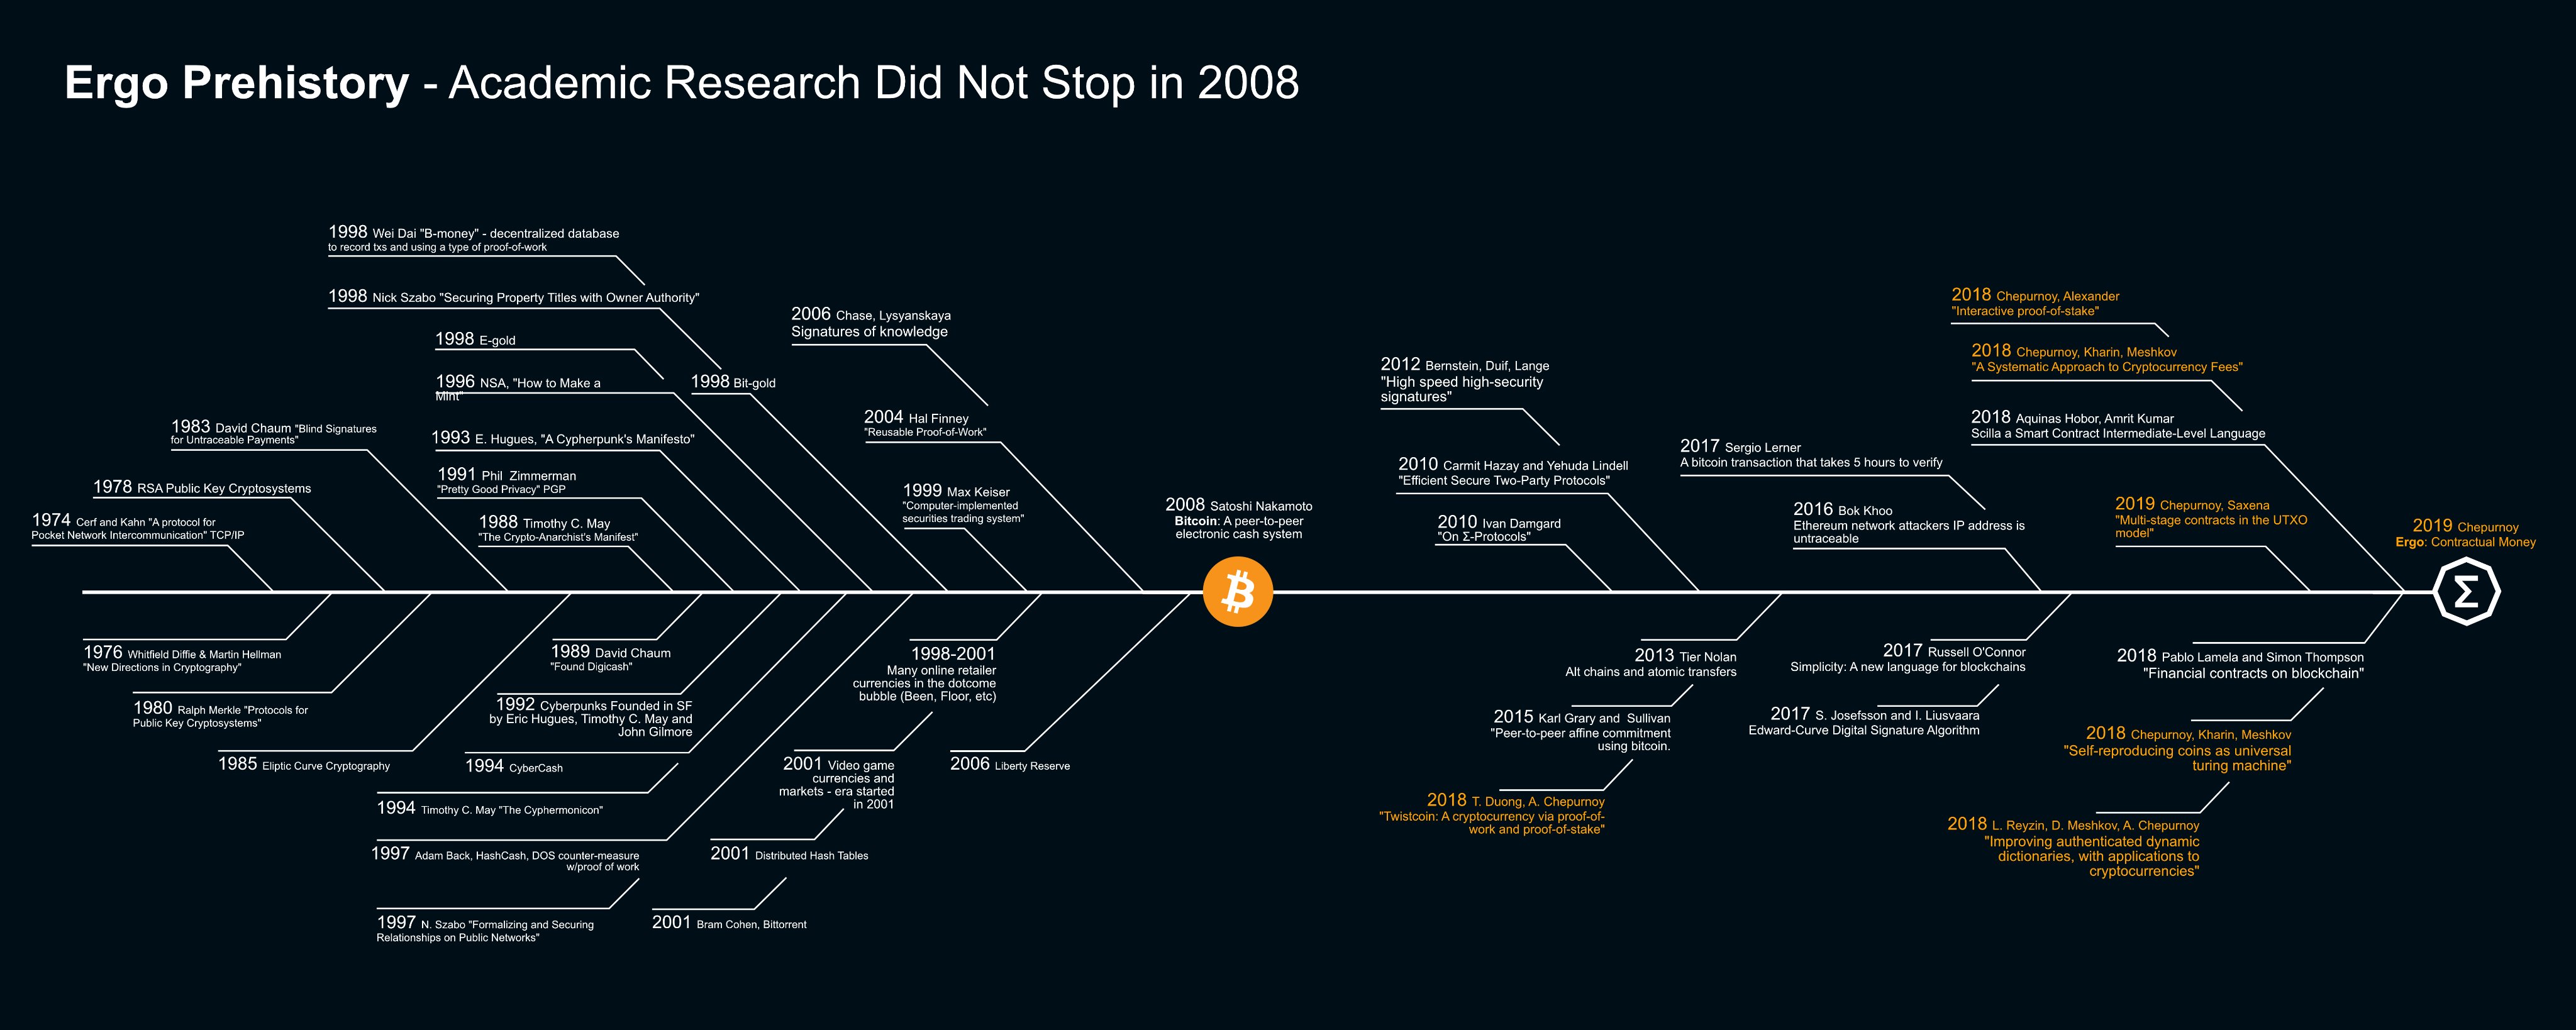 Ergo Prehistory - Academic Research Did Not Stop in 2008
1998 Wei Dai "B-money" - decentralized database
to record txs and using a type of proof-of-work
1998 Nick Szabo "Securing Property Titles with Owner Authority"
1998 E-gold
1996 NSA, "How to Make a
Mint"
1998 Bit-gold
1983 David Chaum "Blind Signatures
for Untraceable Payments"
1993 E. Hugues, "A Cypherpunk's Manifesto"
1978 RSA Public Key Cryptosystems
1991 Phil Zimmerman
"Pretty Good Privacy" PGP
1974 Cerf and Kahn "A protocol for
Pocket Network Intercommunication" TCP/IP
1988 Timothy C. May
"The Crypto-Anarchist's Manifest"
2006 Chase, Lysyanskaya
Signatures of knowledge
2004 Hal Finney
"Reusable Proof-of-Work"
1999 Max Keiser
"Computer-implemented
securities trading system"
2008 Satoshi Nakamoto
Bitcoin: A peer-to-peer
electronic cash system
2012 Bernstein, Duif, Lange
"High speed high-security
signatures"
2010 Carmit Hazay and Yehuda Lindell
"Efficient Secure Two-Party Protocols"
2010 Ivan Damgard
"On Σ-Protocols"
2017 Sergio Lerner
A bitcoin transaction that takes 5 hours to verify
2016 Bok Khoo
Ethereum network attackers IP address is
untraceable
2018 Chepurnoy, Alexander
"Interactive proof-of-stake"
2018 Chepurnoy, Kharin, Meshkov
"A Systematic Approach to Cryptocurrency Fees"
2018 Aquinas Hobor, Amrit Kumar
Scilla a Smart Contract Intermediate-Level Language
2019 Chepurnoy, Saxena
"Multi-stage contracts in the UTXO
model"
2019 Chepurnoy
Ergo: Contractual Money
Σ
1976 Whitfield Diffie & Martin Hellman
"New Directions in Cryptography"
1980 Ralph Merkle "Protocols for
Public Key Cryptosystems"
1985 Eliptic Curve Cryptography
1989 David Chaum
"Found Digicash"
1992 Cyberpunks Founded in SF
by Eric Hugues, Timothy C. May and
John Gilmore
1994 CyberCash
1994 Timothy C. May "The Cyphermonicon"
1997 Adam Back, HashCash, DOS counter-measure
w/proof of work
1997 N. Szabo "Formalizing and Securing
Relationships on Public Networks"
1998-2001
Many online retailer
currencies in the dotcome
bubble (Been, Floor, etc)
2001 Video game
currencies and
markets - era started
in 2001
2001 Distributed Hash Tables
2001 Bram Cohen, Bittorrent
2006 Liberty Reserve
2013 Tier Nolan
Alt chains and atomic transfers
2015 Karl Grary and Sullivan
"Peer-to-peer affine commitment
using bitcoin.
2018 T. Duong, A. Chepurnoy
"Twistcoin: A cryptocurrency via proof-of-
work and proof-of-stake"
2017 Russell O'Connor
Simplicity: A new language for blockchains
2017 S. Josefsson and I. Liusvaara
Edward-Curve Digital Signature Algorithm
2018 Pablo Lamela and Simon Thompson
"Financial contracts on blockchain"
2018 Chepurnoy, Kharin, Meshkov
"Self-reproducing coins as universal
turing machine"
2018 L. Reyzin, D. Meshkov, A. Chepurnoy
"Improving authenticated dynamic
dictionaries, with applications to
cryptocurrencies"